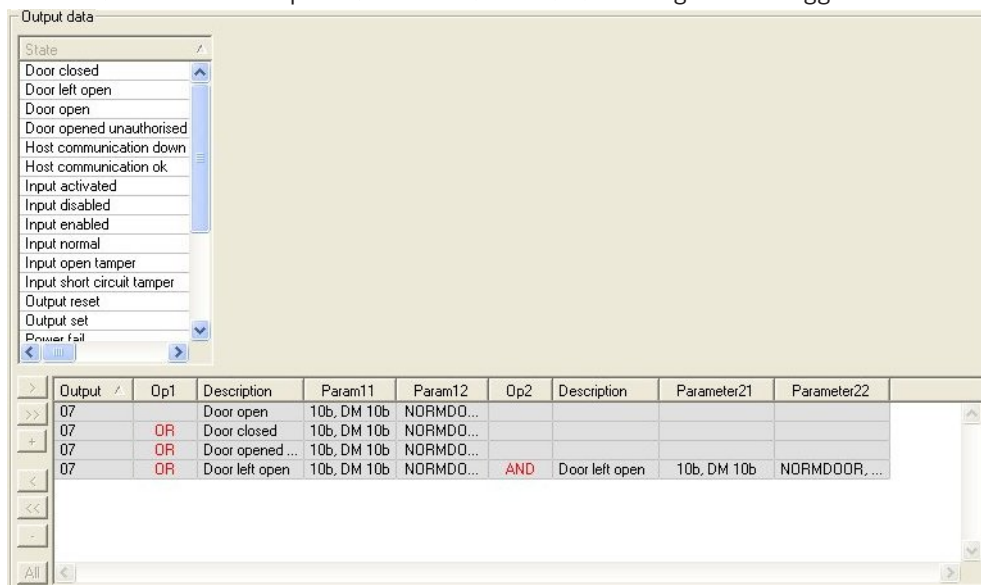 Output data
State
Door closed
Door left open
Door open
Door opened unauthorised
Host communication down
Host communication ok
Input activated
Input disabled
Input enabled
Input normal
Input open tamper
Input short circuit tamper
Output reset
Output set
Power fail
> Output Op1 Description Param11 Param12 Op2 Description Parameter21 Parameter22
>> 07 Door open 10b, DM 10b NORMDO...
+ 07 OR Door closed 10b, DM 10b NORMDO...
07 OR Door opened ... 10b, DM 10b NORMDO...
< 07 OR Door left open 10b, DM 10b NORMDO... AND Door left open 10b, DM 10b NORMDOOR, ...
<<
-
All